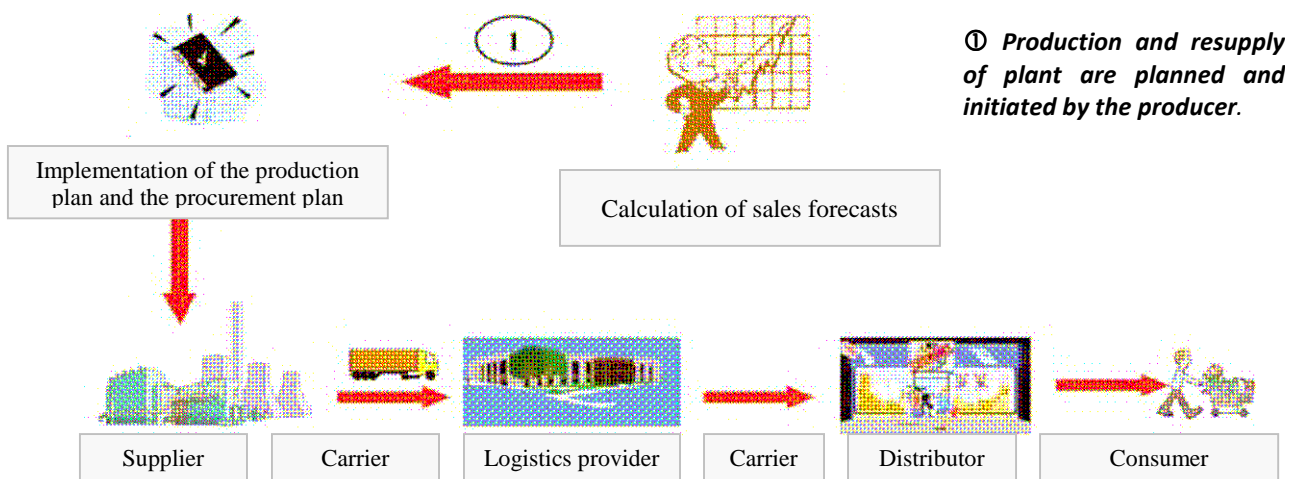 1
① Production and resupply
of plant are planned and
initiated by the producer.
Implementation of the production
plan and the procurement plan
Calculation of sales forecasts
Supplier
Carrier
Logistics provider
Carrier
Distributor
Consumer